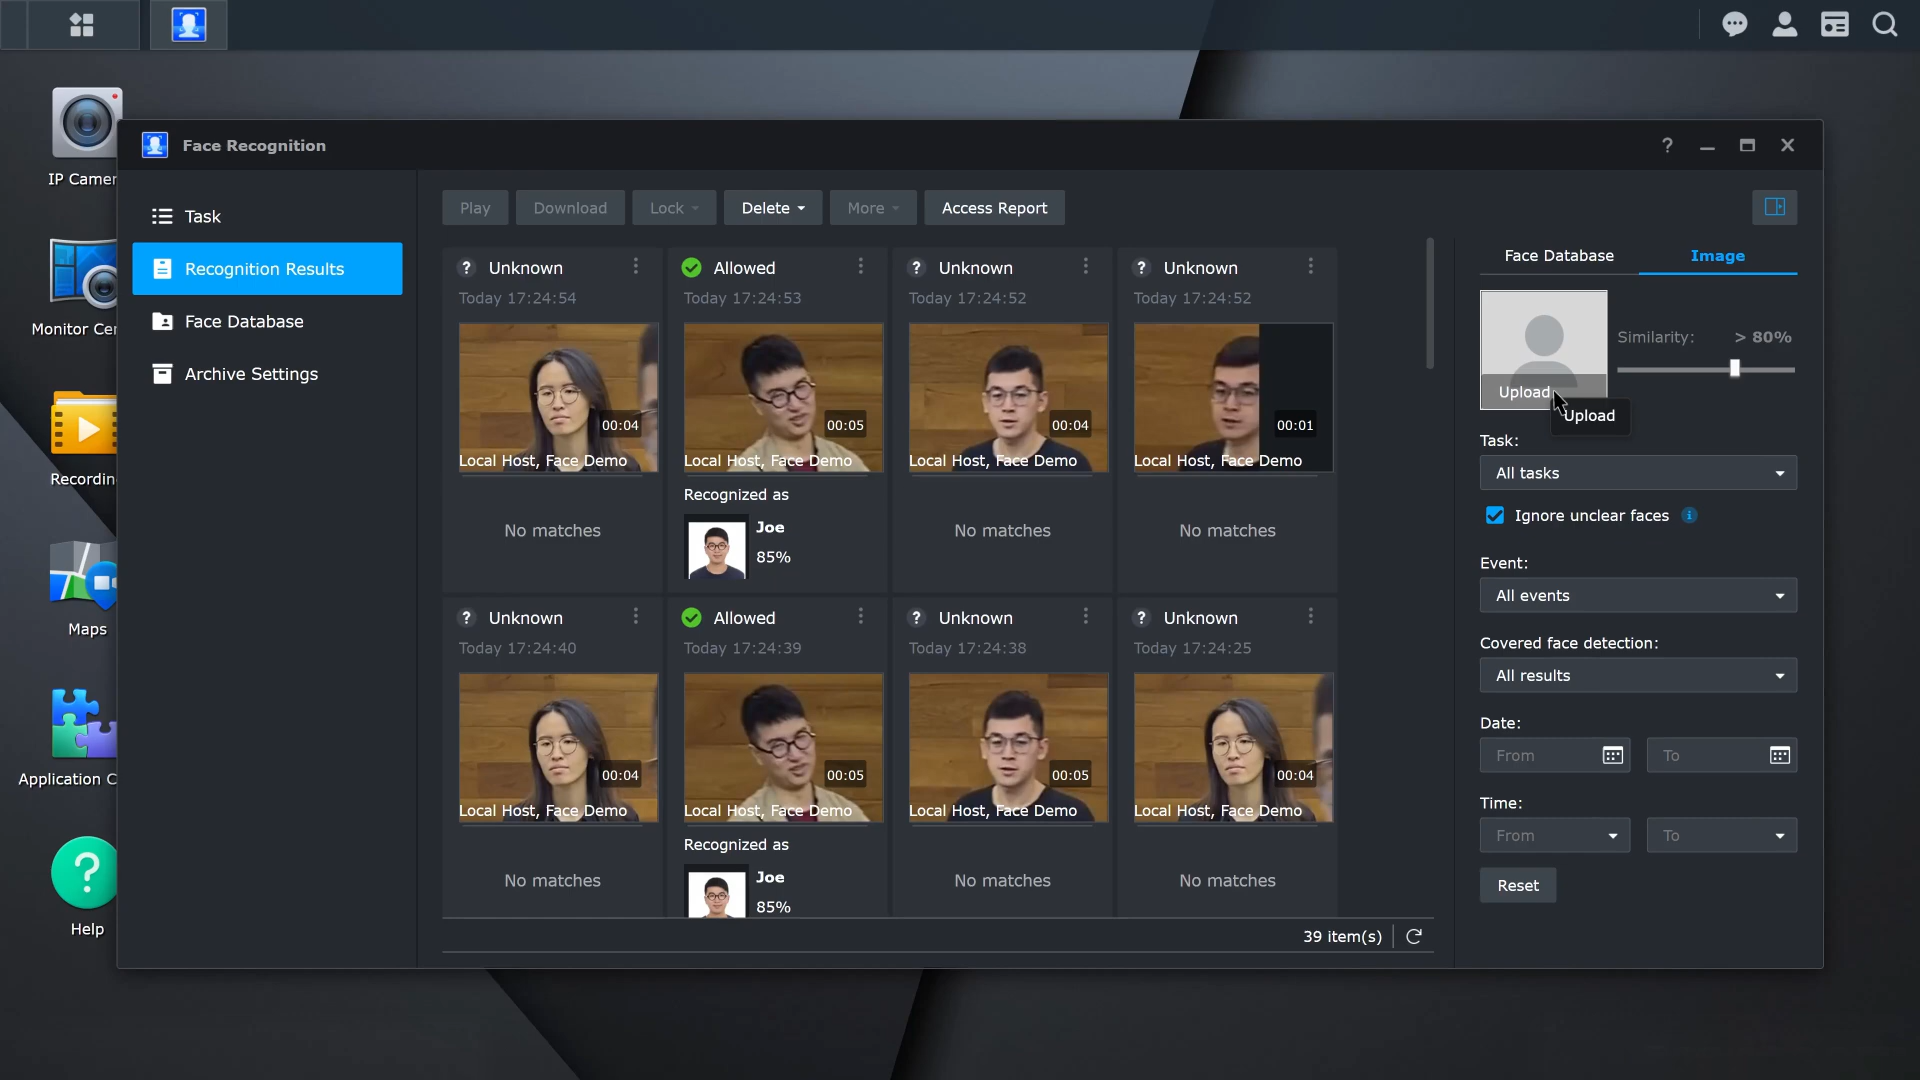 IP Camer
Monitor Cen
Recordin
Maps
Application C
Help
Face Recognition
?
Task
Recognition Results
Face Database
Archive Settings
Play Download Lock Delete More Access Report
? Unknown
Today 17:24:54
00:04
Local Host, Face Demo
No matches
Allowed
Today 17:24:53
00:05
Local Host, Face Demo
Recognized as
Joe
85%
? Unknown
Today 17:24:52
00:04
Local Host, Face Demo
No matches
? Unknown
Today 17:24:52
00:01
Local Host, Face Demo
No matches
? Unknown
Today 17:24:40
00:04
Local Host, Face Demo
No matches
Allowed
Today 17:24:39
00:05
Local Host, Face Demo
Recognized as
Joe
85%
? Unknown
Today 17:24:38
00:05
Local Host, Face Demo
No matches
? Unknown
Today 17:24:25
00:04
Local Host, Face Demo
No matches
39 item(s)
Face Database Image
Similarity: > 80%
Upload
Upload
Task:
All tasks
Ignore unclear faces i
Event:
All events
Covered face detection:
All results
Date:
From To
Time:
From To
Reset